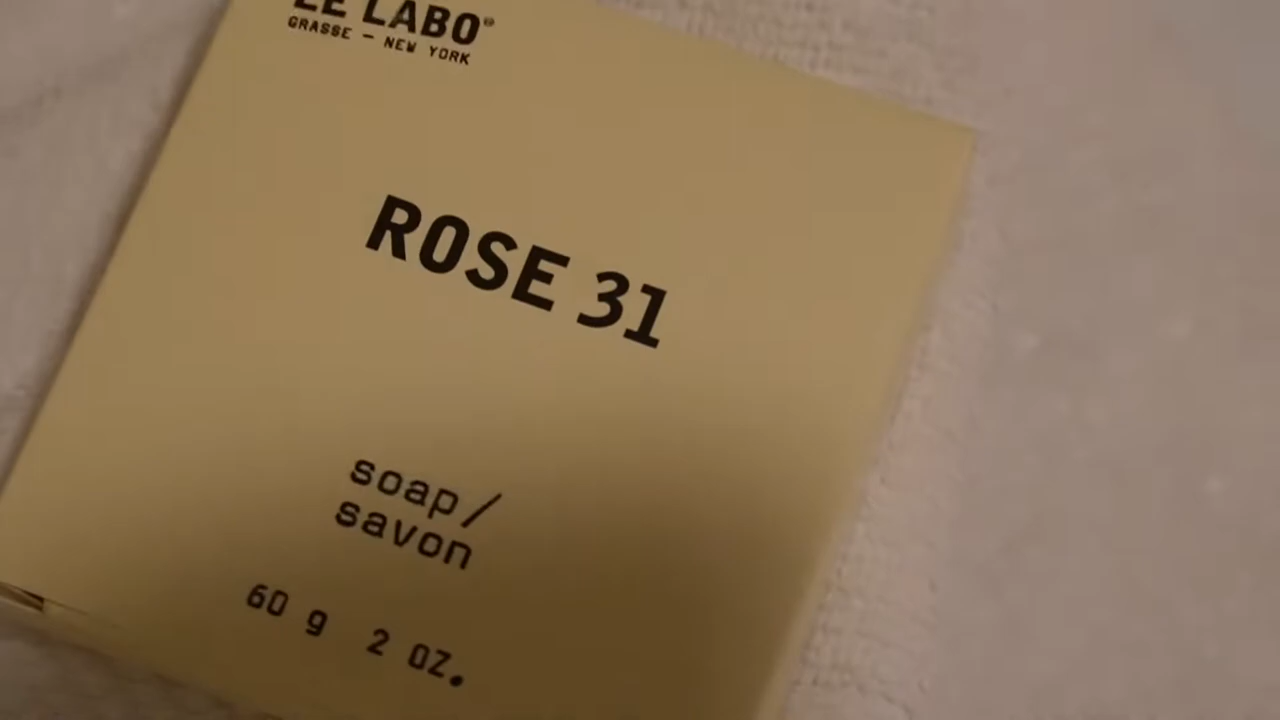 LE LABO®
GRASSE — NEW YORK
ROSE 31
soap/
savon
60 g 2 OZ.